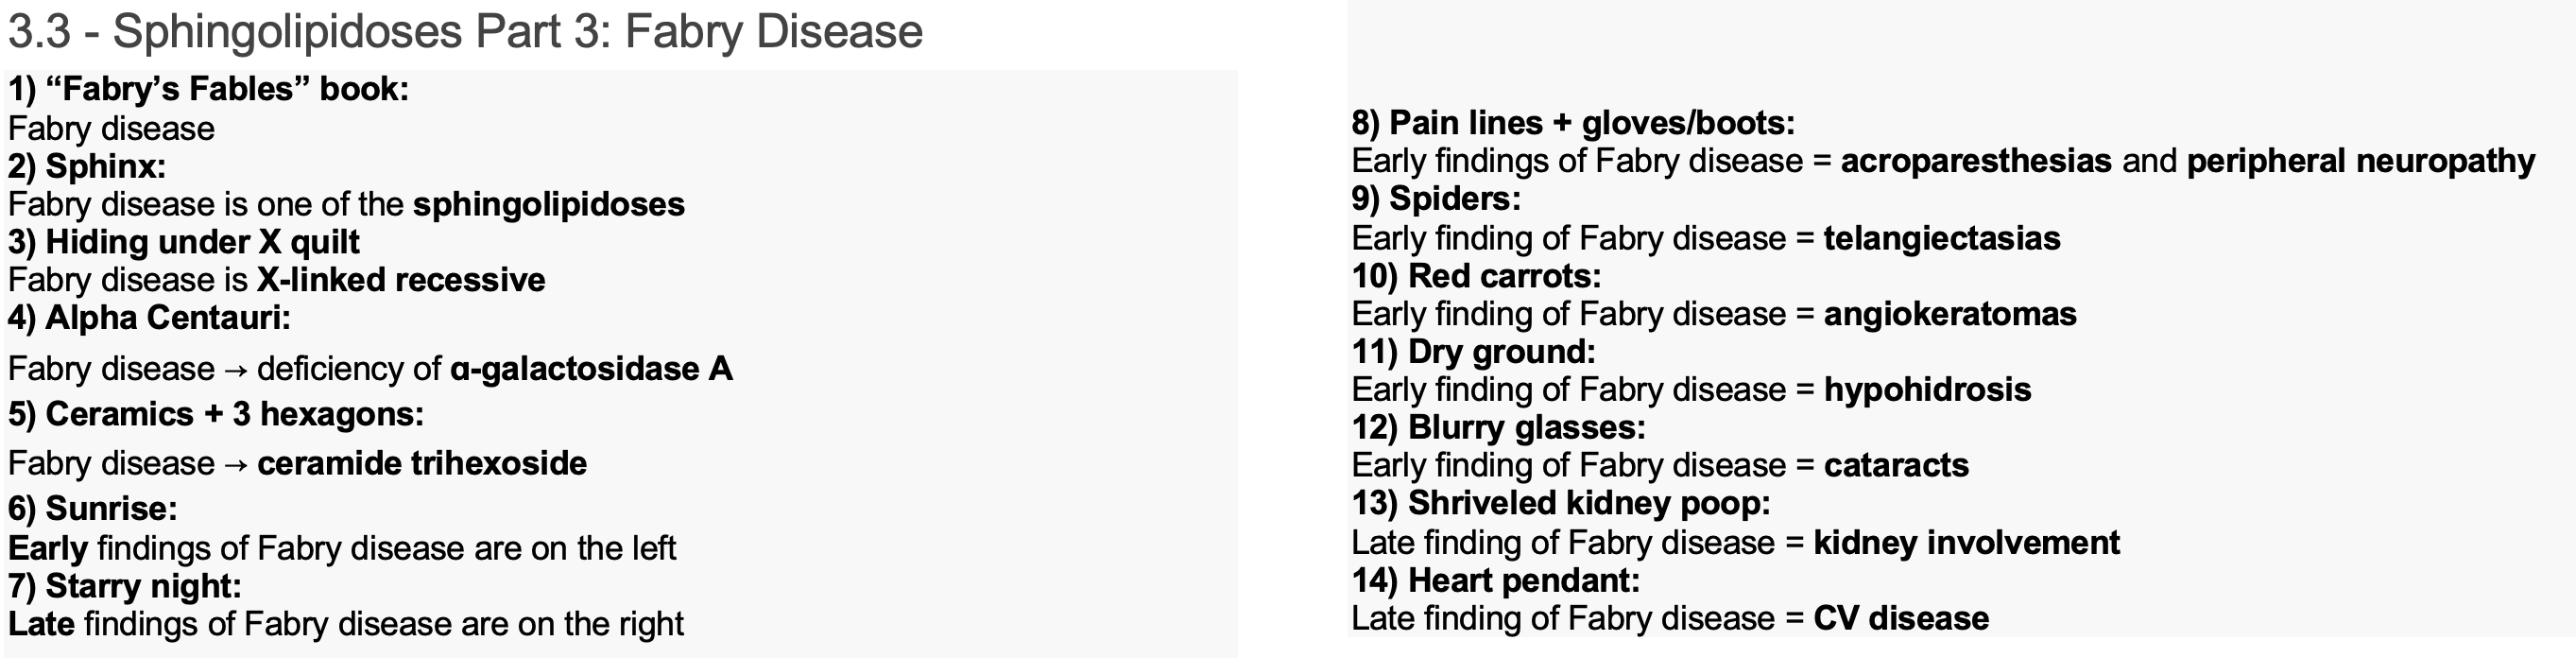 3.3 - Sphingolipidoses Part 3: Fabry Disease
1) “Fabry’s Fables” book:
Fabry disease
2) Sphinx:
Fabry disease is one of the sphingolipidoses
3) Hiding under X quilt
Fabry disease is X-linked recessive
4) Alpha Centauri:
Fabry disease → deficiency of α-galactosidase A
5) Ceramics + 3 hexagons:
Fabry disease → ceramide trihexoside
6) Sunrise:
Early findings of Fabry disease are on the left
7) Starry night:
Late findings of Fabry disease are on the right
8) Pain lines + gloves/boots:
Early findings of Fabry disease = acroparesthesias and peripheral neuropathy
9) Spiders:
Early finding of Fabry disease = telangiectasias
10) Red carrots:
Early finding of Fabry disease = angiokeratomas
11) Dry ground:
Early finding of Fabry disease = hypohidrosis
12) Blurry glasses:
Early finding of Fabry disease = cataracts
13) Shriveled kidney poop:
Late finding of Fabry disease = kidney involvement
14) Heart pendant:
Late finding of Fabry disease = CV disease